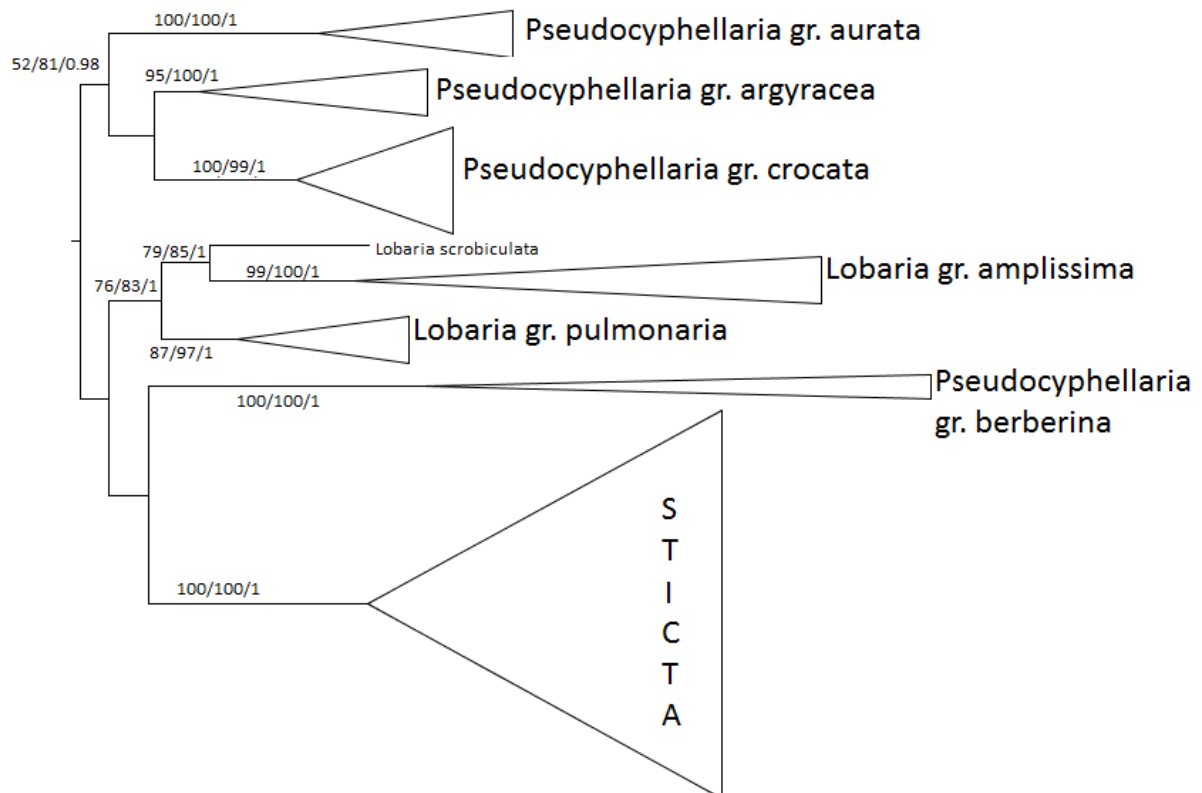 100/100/1
Pseudocyphellaria gr. aurata
52/81/0.98
95/100/1
Pseudocyphellaria gr. argyracea
100/99/1
Pseudocyphellaria gr. crocata
79/85/1
Lobaria scrobiculata
99/100/1
Lobaria gr. amplissima
76/83/1
Lobaria gr. pulmonaria
87/97/1
100/100/1
Pseudocyphellaria
gr. berberina
S
T
I
C
T
A
100/100/1